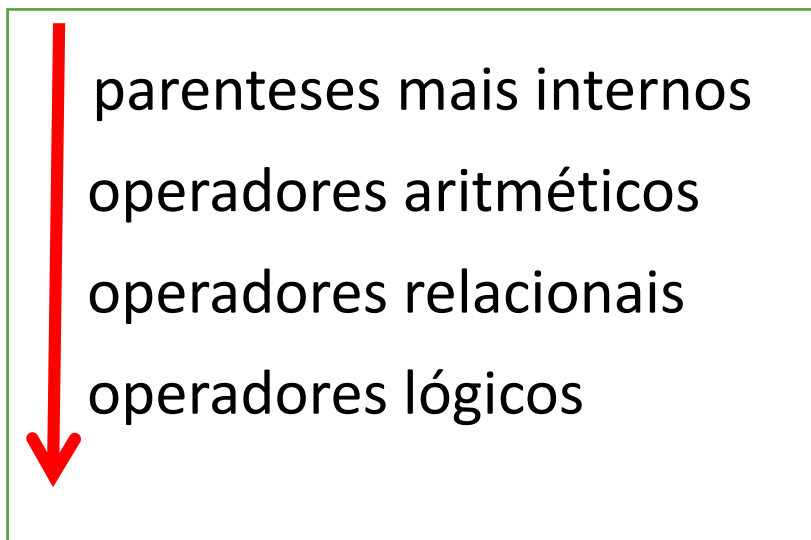 parenteses mais internos
operadores aritméticos
operadores relacionais
operadores lógicos